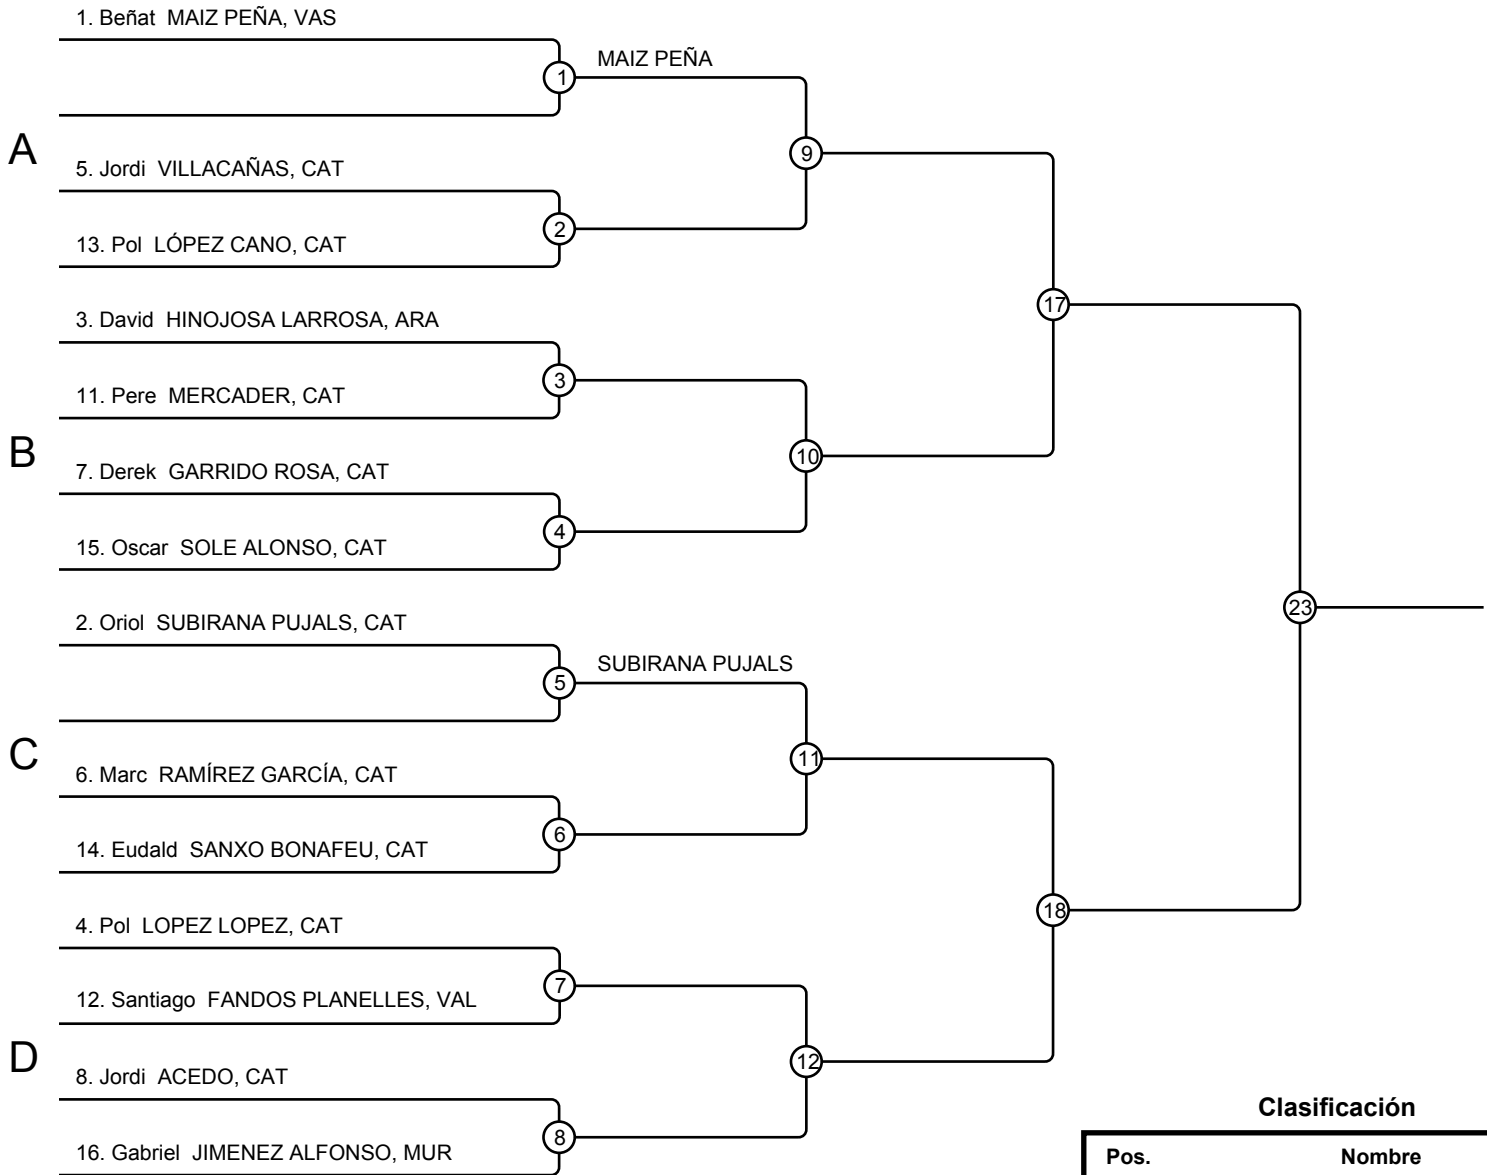 1. Beñat  MAIZ PEÑA, VAS
MAIZ PEÑA
1
A
9
5. Jordi  VILLACAÑAS, CAT
2
13. Pol  LÓPEZ CANO, CAT
17
3. David  HINOJOSA LARROSA, ARA
3
11. Pere  MERCADER, CAT
B
10
7. Derek  GARRIDO ROSA, CAT
4
15. Oscar  SOLE ALONSO, CAT
23
2. Oriol  SUBIRANA PUJALS, CAT
SUBIRANA PUJALS
5
C
11
6. Marc  RAMÍREZ GARCÍA, CAT
6
14. Eudald  SANXO BONAFEU, CAT
18
4. Pol  LOPEZ LOPEZ, CAT
7
12. Santiago  FANDOS PLANELLES, VAL
D
12
8. Jordi  ACEDO, CAT
8
16. Gabriel  JIMENEZ ALFONSO, MUR
Clasificación
Pos. Nombre